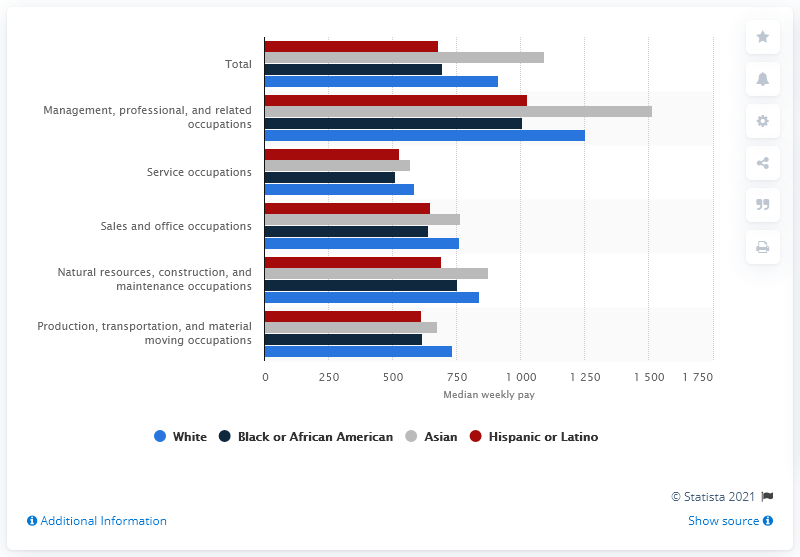 Total
Management, professional, and related
occupations
Service occupations
Sales and office occupations
Natural resources, construction, and
maintenance occupations
Production, transportation, and material
moving occupations
0 250 500 750 1 000 1 250 1 500 1 750
Median weekly pay
White Black or African American Asian Hispanic or Latino
© Statista 2021
Additional Information Show source